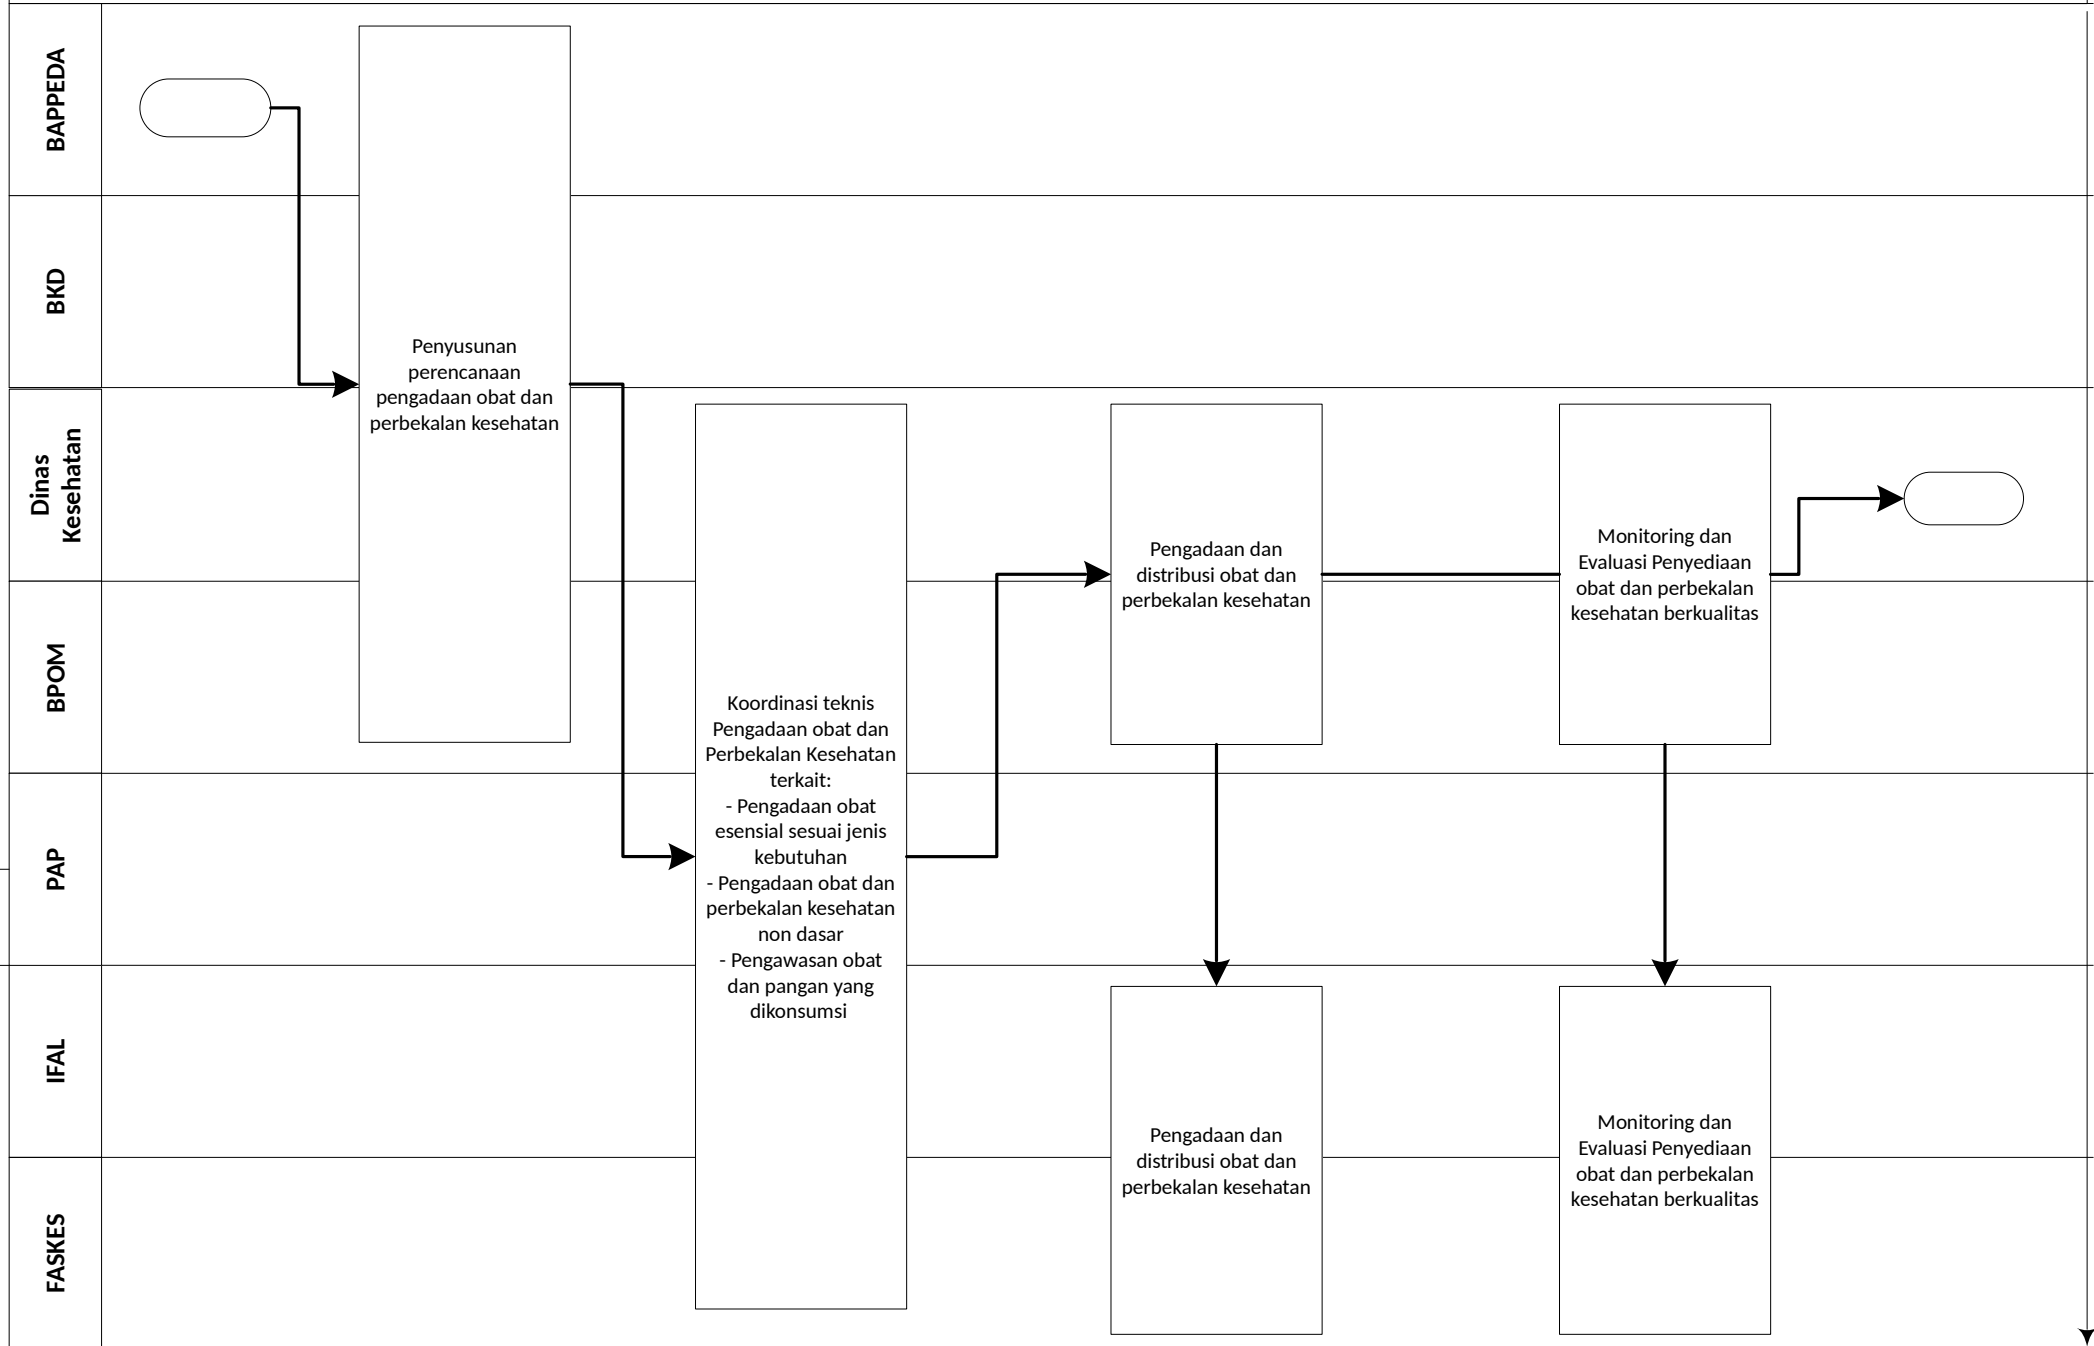 BAPPEDA
BKD
Dinas
Kesehatan
BPOM
PAP
IFAL
FASKES
Penyusunan
perencanaan
pengadaan obat dan
perbekalan kesehatan
Koordinasi teknis
Pengadaan obat dan
Perbekalan Kesehatan
terkait:
- Pengadaan obat
esensial sesuai jenis
kebutuhan
- Pengadaan obat dan
perbekalan kesehatan
non dasar
- Pengawasan obat
dan pangan yang
dikonsumsi
Pengadaan dan
distribusi obat dan
perbekalan kesehatan
Pengadaan dan
distribusi obat dan
perbekalan kesehatan
Monitoring dan
Evaluasi Penyediaan
obat dan perbekalan
kesehatan berkualitas
Monitoring dan
Evaluasi Penyediaan
obat dan perbekalan
kesehatan berkualitas